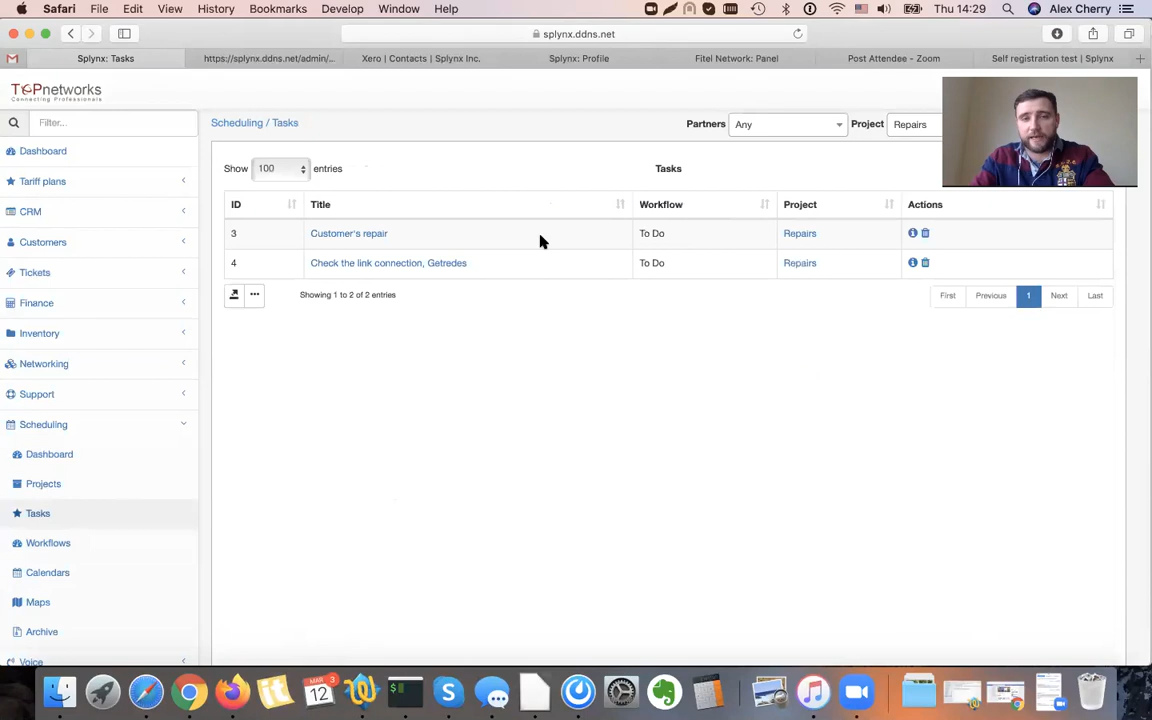 Safari File Edit View History Bookmarks Develop Window Help Thu 14:29 Alex Cherry
splynx.ddns.net
Splynx: Tasks https://splynx.ddns.net/admin/... Xero | Contacts | Splynx Inc. Splynx: Profile Fitel Network: Panel Post Attendee - Zoom Self registration test | Splynx
TOPnetworks
Connecting Professionals
Filter...
Scheduling / Tasks
Partners Any Project Repairs
Dashboard
Tariff plans
CRM
Customers
Tickets
Finance
Inventory
Networking
Support
Scheduling
Dashboard
Projects
Tasks
Workflows
Calendars
Maps
Archive
Voice
Show 100 entries
Tasks
ID Title Workflow Project Actions
3 Customer's repair To Do Repairs
4 Check the link connection, Getredes To Do Repairs
Showing 1 to 2 of 2 entries
First Previous 1 Next Last
MAR 3
12